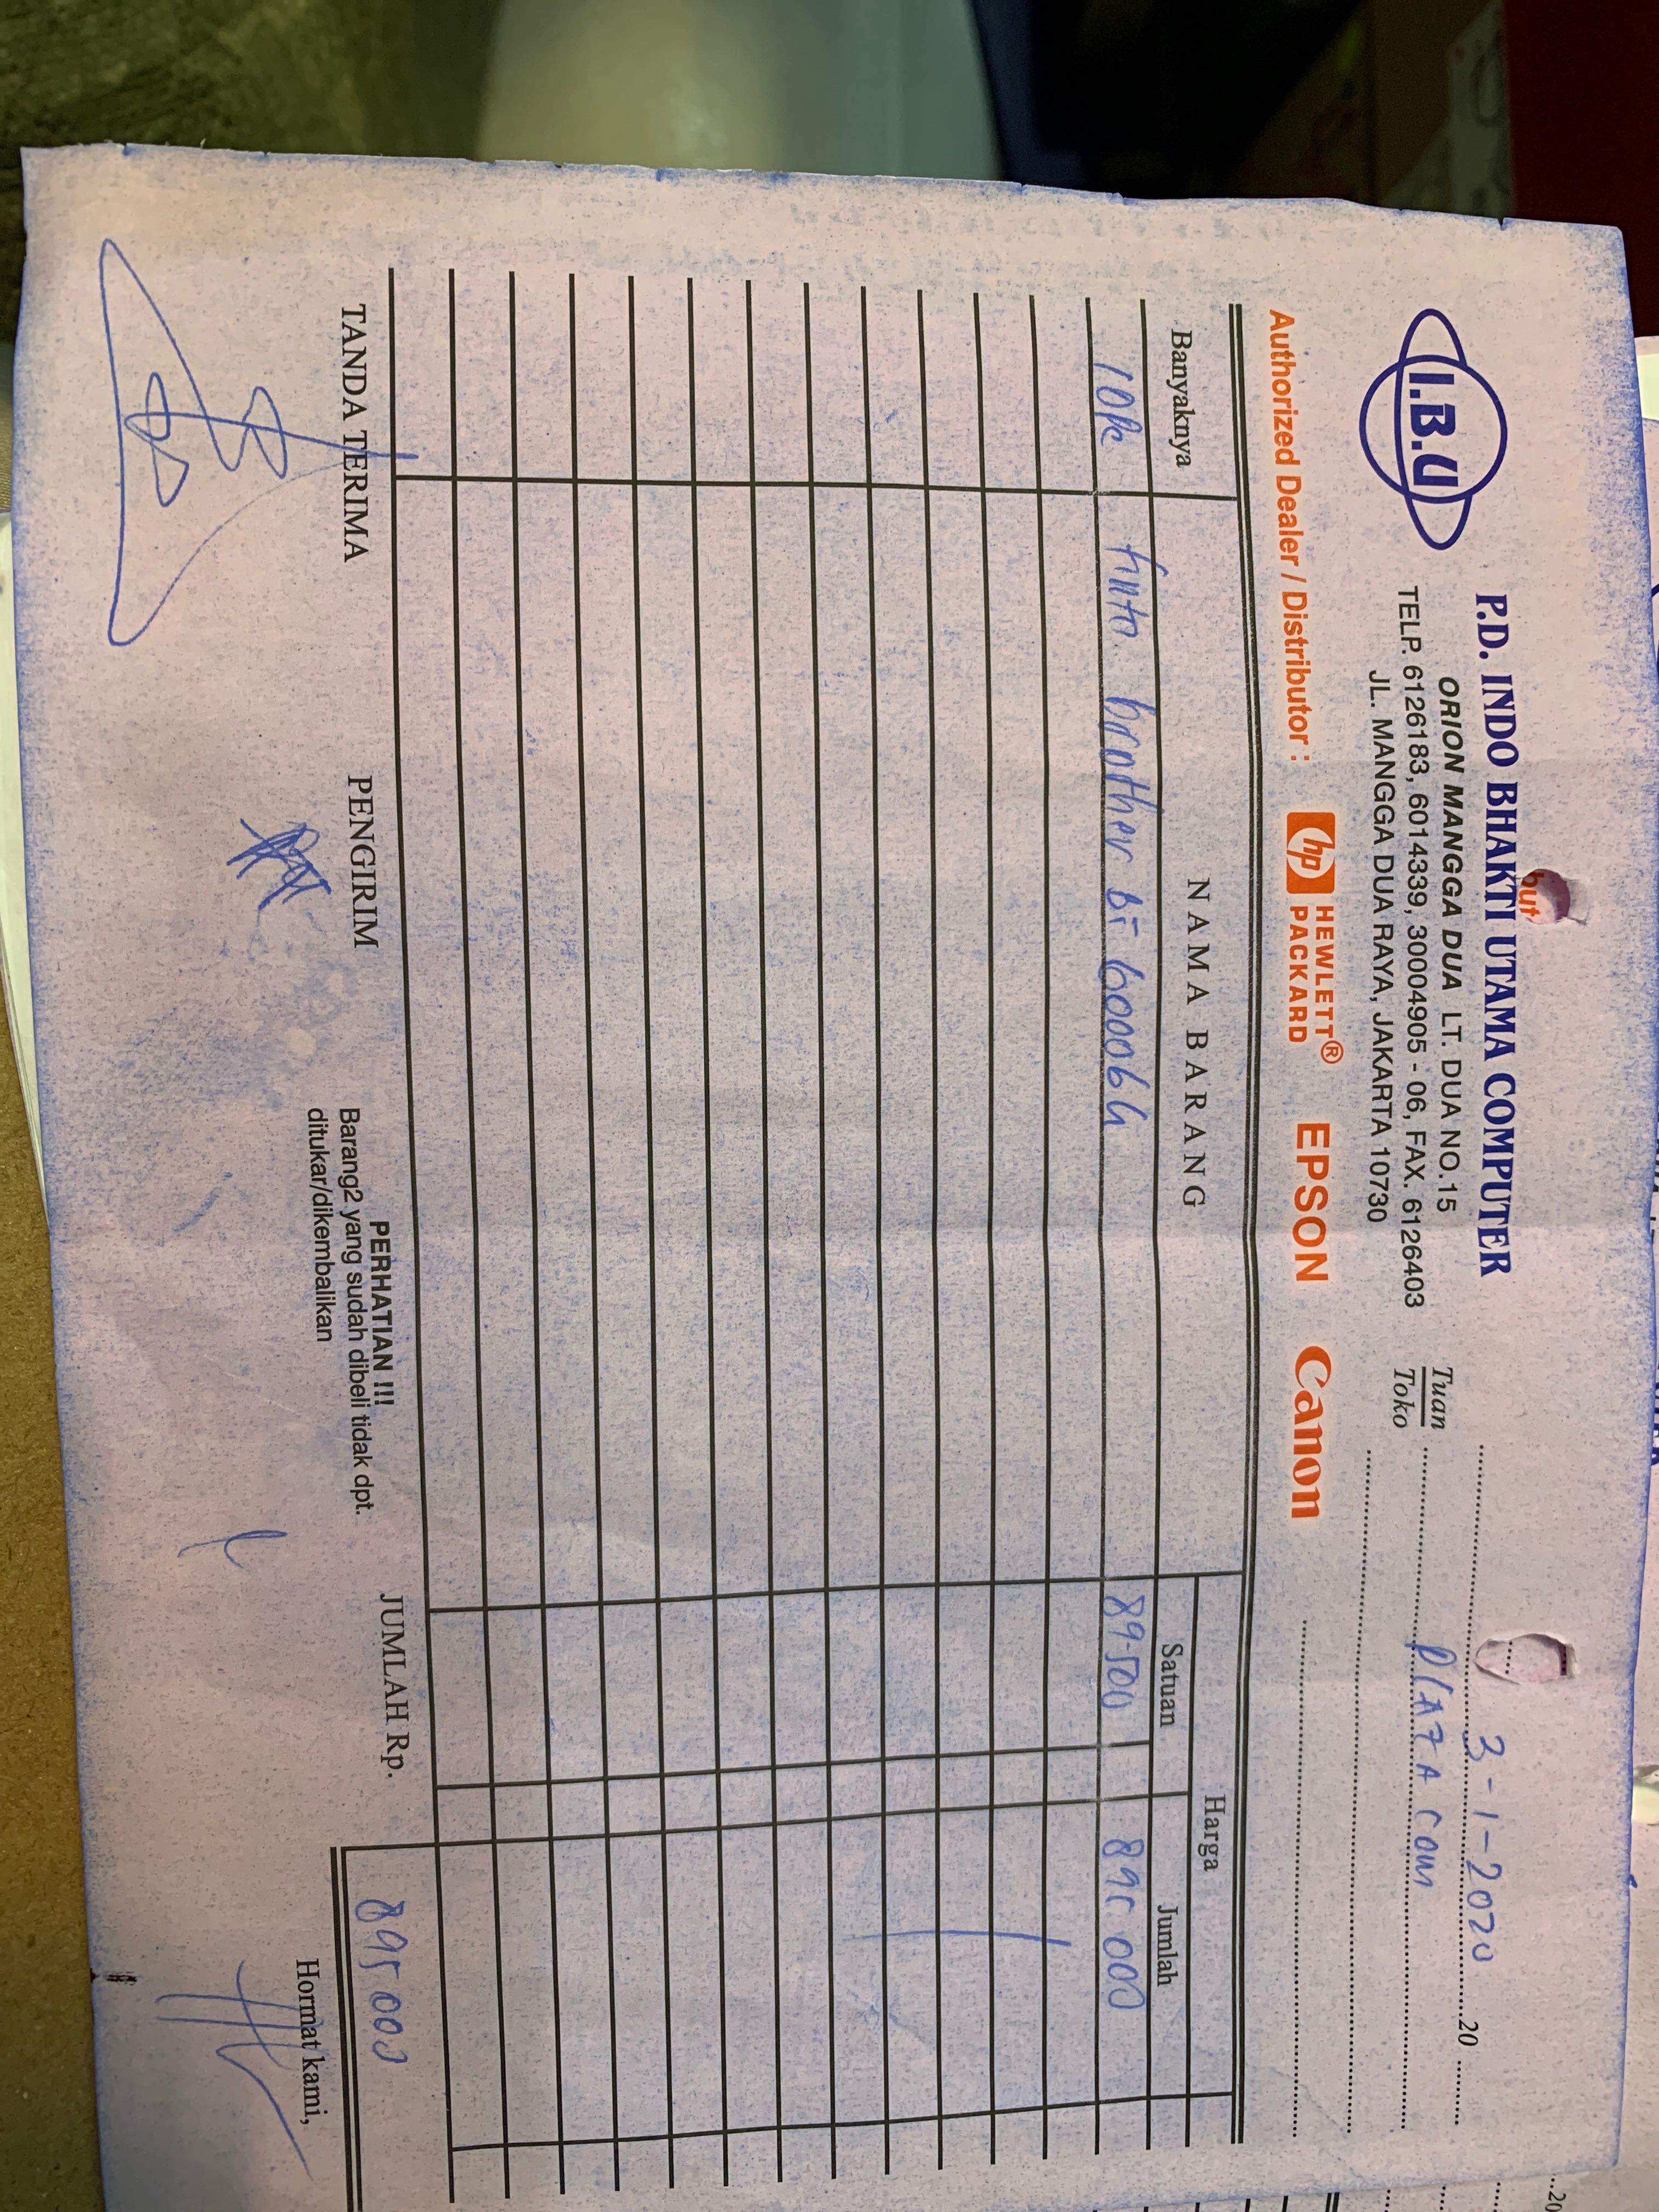 I.B.U
P.D. INDO BHAKTI UTAMA COMPUTER
ORION MANGGA DUA LT. DUA NO.15
TELP. 6126183, 6014339, 30004905 - 06, FAX. 6126403
JL. MANGGA DUA RAYA, JAKARTA 10730
3-1-2020 20
Tuan
Toko
PLAZA COM
Authorized Dealer / Distributor : hp HEWLETT® PACKARD EPSON Canon
Banyaknya NAMA BARANG Harga
Satuan Jumlah
10pc tinta brother BT 6000bk 89-500 895 000
TANDA TERIMA PENGIRIM JUMLAH Rp. 895 000
PERHATIAN !!!
Barang2 yang sudah dibeli tidak dpt.
ditukar/dikembalikan
Hormat kami,